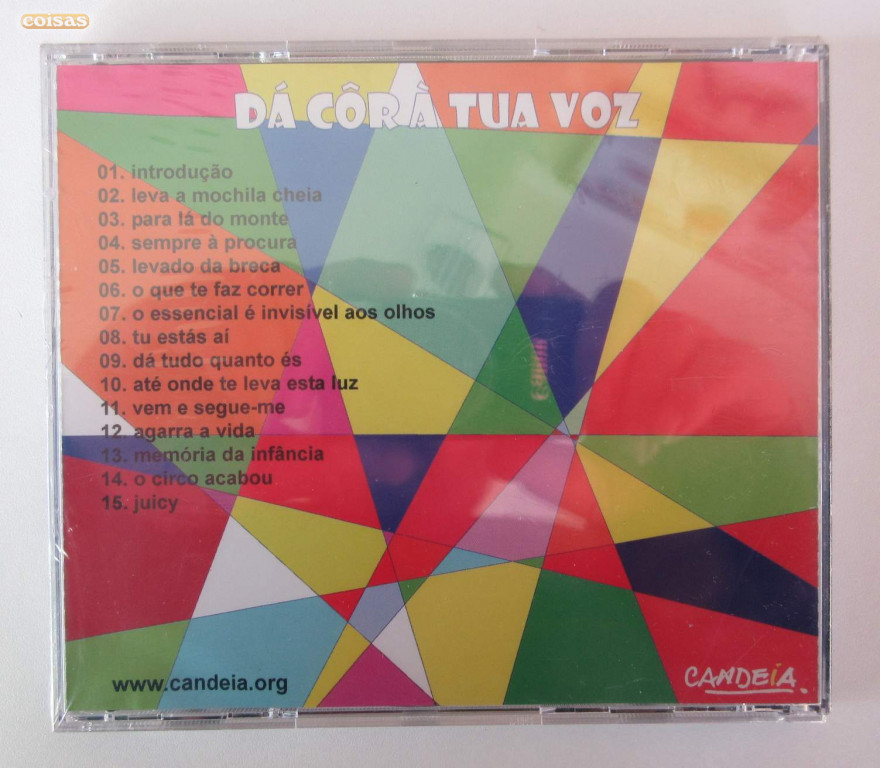 coisas
DÁ CÔR À TUA VOZ
01. introdução
02. leva a mochila cheia
03. para lá do monte
04. sempre à procura
05. levado da breca
06. o que te faz correr
07. o essencial é invisível aos olhos
08. tu estás aí
09. dá tudo quanto és
10. até onde te leva esta luz
11. vem e segue-me
12. agarra a vida
13. memória da infância
14. o circo acabou
15. juicy
www.candeia.org
CANDEiA.